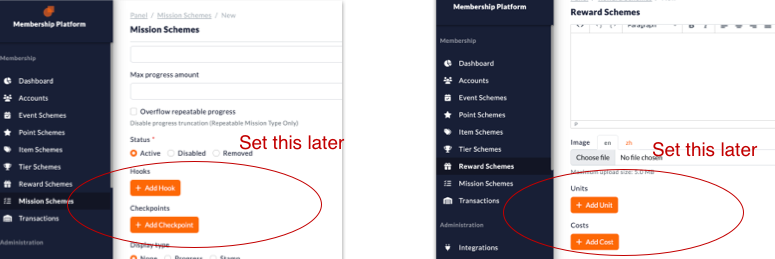 Membership Platform
Membership
Dashboard
Accounts
Event Schemes
Point Schemes
Item Schemes
Tier Schemes
Reward Schemes
Mission Schemes
Transactions
Administration
Panel / Mission Schemes / New
Mission Schemes
Max progress amount
Overflow repeatable progress
Disable progress truncation (Repeatable Mission Type Only)
Status *
Active Disabled Removed
Set this later
Hooks
+ Add Hook
Checkpoints
+ Add Checkpoint
Display type
None Progress Stamp
Membership Platform
Membership
Dashboard
Accounts
Event Schemes
Point Schemes
Item Schemes
Tier Schemes
Reward Schemes
Mission Schemes
Transactions
Administration
Integrations
Reward Schemes
Paragraph
B I
P
Image en zh
Set this later
Choose file No file chosen
Maximum upload size: 5.0 MB
Units
+ Add Unit
Costs
+ Add Cost